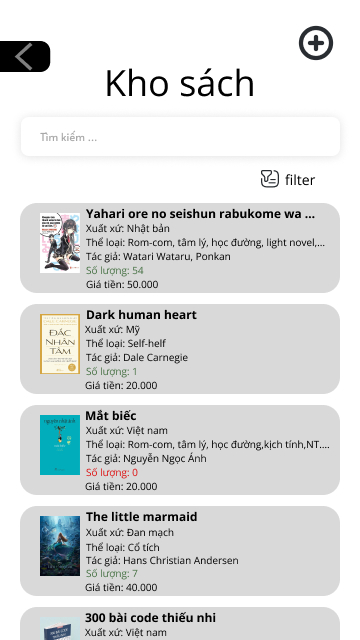 Kho sách
Tìm kiếm ...
filter
Yahari ore no seishun rabukome wa ...
Xuất xứ: Nhật bản
Thể loại: Rom-com, tâm lý, học đường, light novel,...
Tác giả: Watari Wataru, Ponkan
Số lượng: 54
Giá tiền: 50.000
Dark human heart
Xuất xứ: Mỹ
Thể loại: Self-helf
Tác giả: Dale Carnegie
Số lượng: 1
Giá tiền: 20.000
ĐẮC
NHÂN
TÂM
Mắt biếc
Xuất xứ: Việt nam
Thể loại: Rom-com, tâm lý, học đường,kịch tính,NT....
Tác giả: Nguyễn Ngọc Ánh
Số lượng: 0
Giá tiền: 20.000
The little marmaid
Xuất xứ: Đan mạch
Thể loại: Cổ tích
Tác giả: Hans Christian Andersen
Số lượng: 7
Giá tiền: 40.000
300 bài code thiếu nhi
Xuất xứ: Việt nam